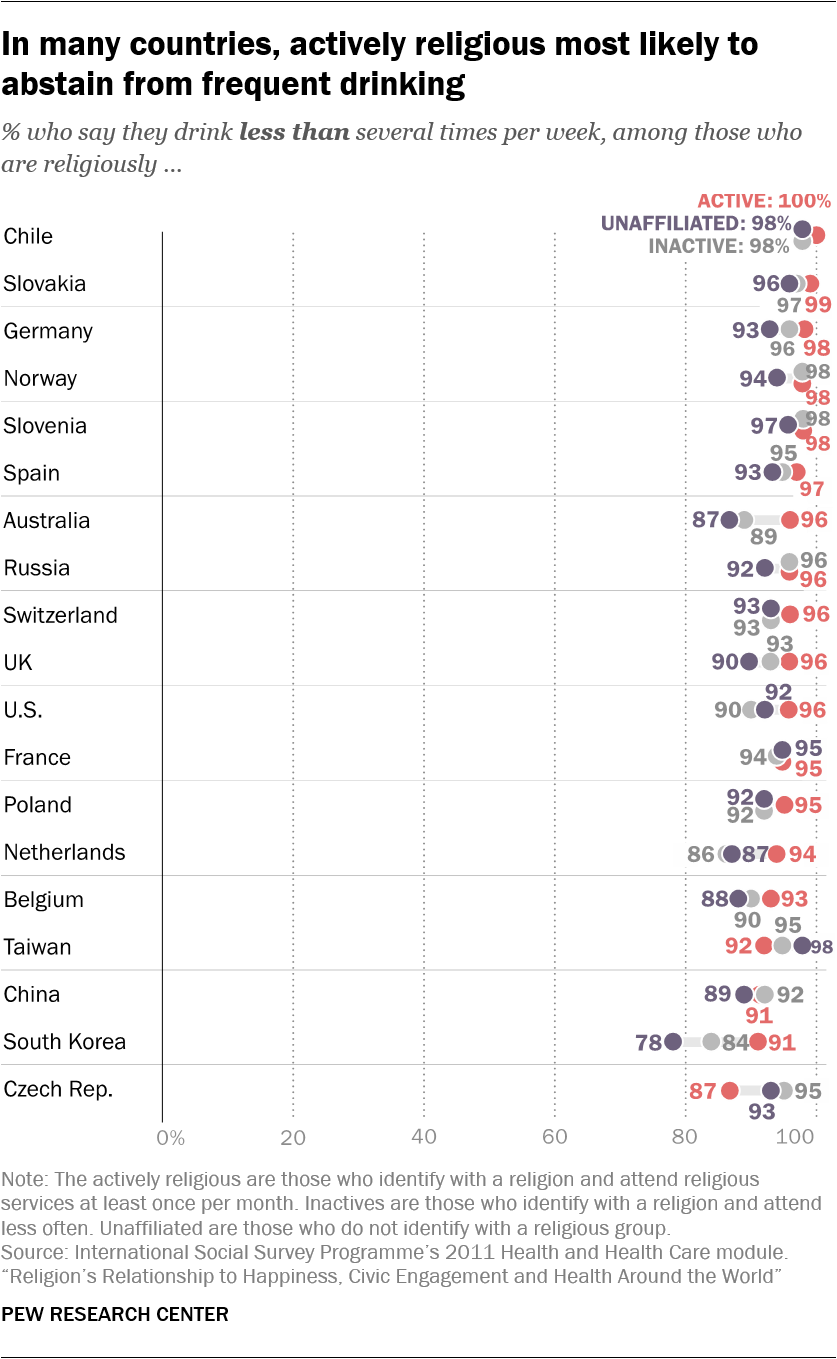 In many countries, actively religious most likely to
abstain from frequent drinking
% who say they drink less than several times per week, among those who
are religiously ...
ACTIVE: 100%
UNAFFILIATED: 98%
Chile
INACTIVE: 98%
Slovakia 96
97 99
Germany 93
96 98
Norway 94 98
98
Slovenia 97 98
98
95
Spain 93
97
Australia 87 96
89
Russia 92 96
96
Switzerland 93 96
93
93
UK 90 96
92
U.S. 90 96
France 94 95
95
Poland 92 95
92
Netherlands 86 87 94
Belgium 88 93
90 95
Taiwan 92 98
China 89 92
91
South Korea 78 84 91
Czech Rep. 87 95
93
0% 20 40 60 80 100
Note: The actively religious are those who identify with a religion and attend religious
services at least once per month. Inactives are those who identify with a religion and attend
less often. Unaffiliated are those who do not identify with a religious group.
Source: International Social Survey Programme’s 2011 Health and Health Care module.
“Religion’s Relationship to Happiness, Civic Engagement and Health Around the World”
PEW RESEARCH CENTER